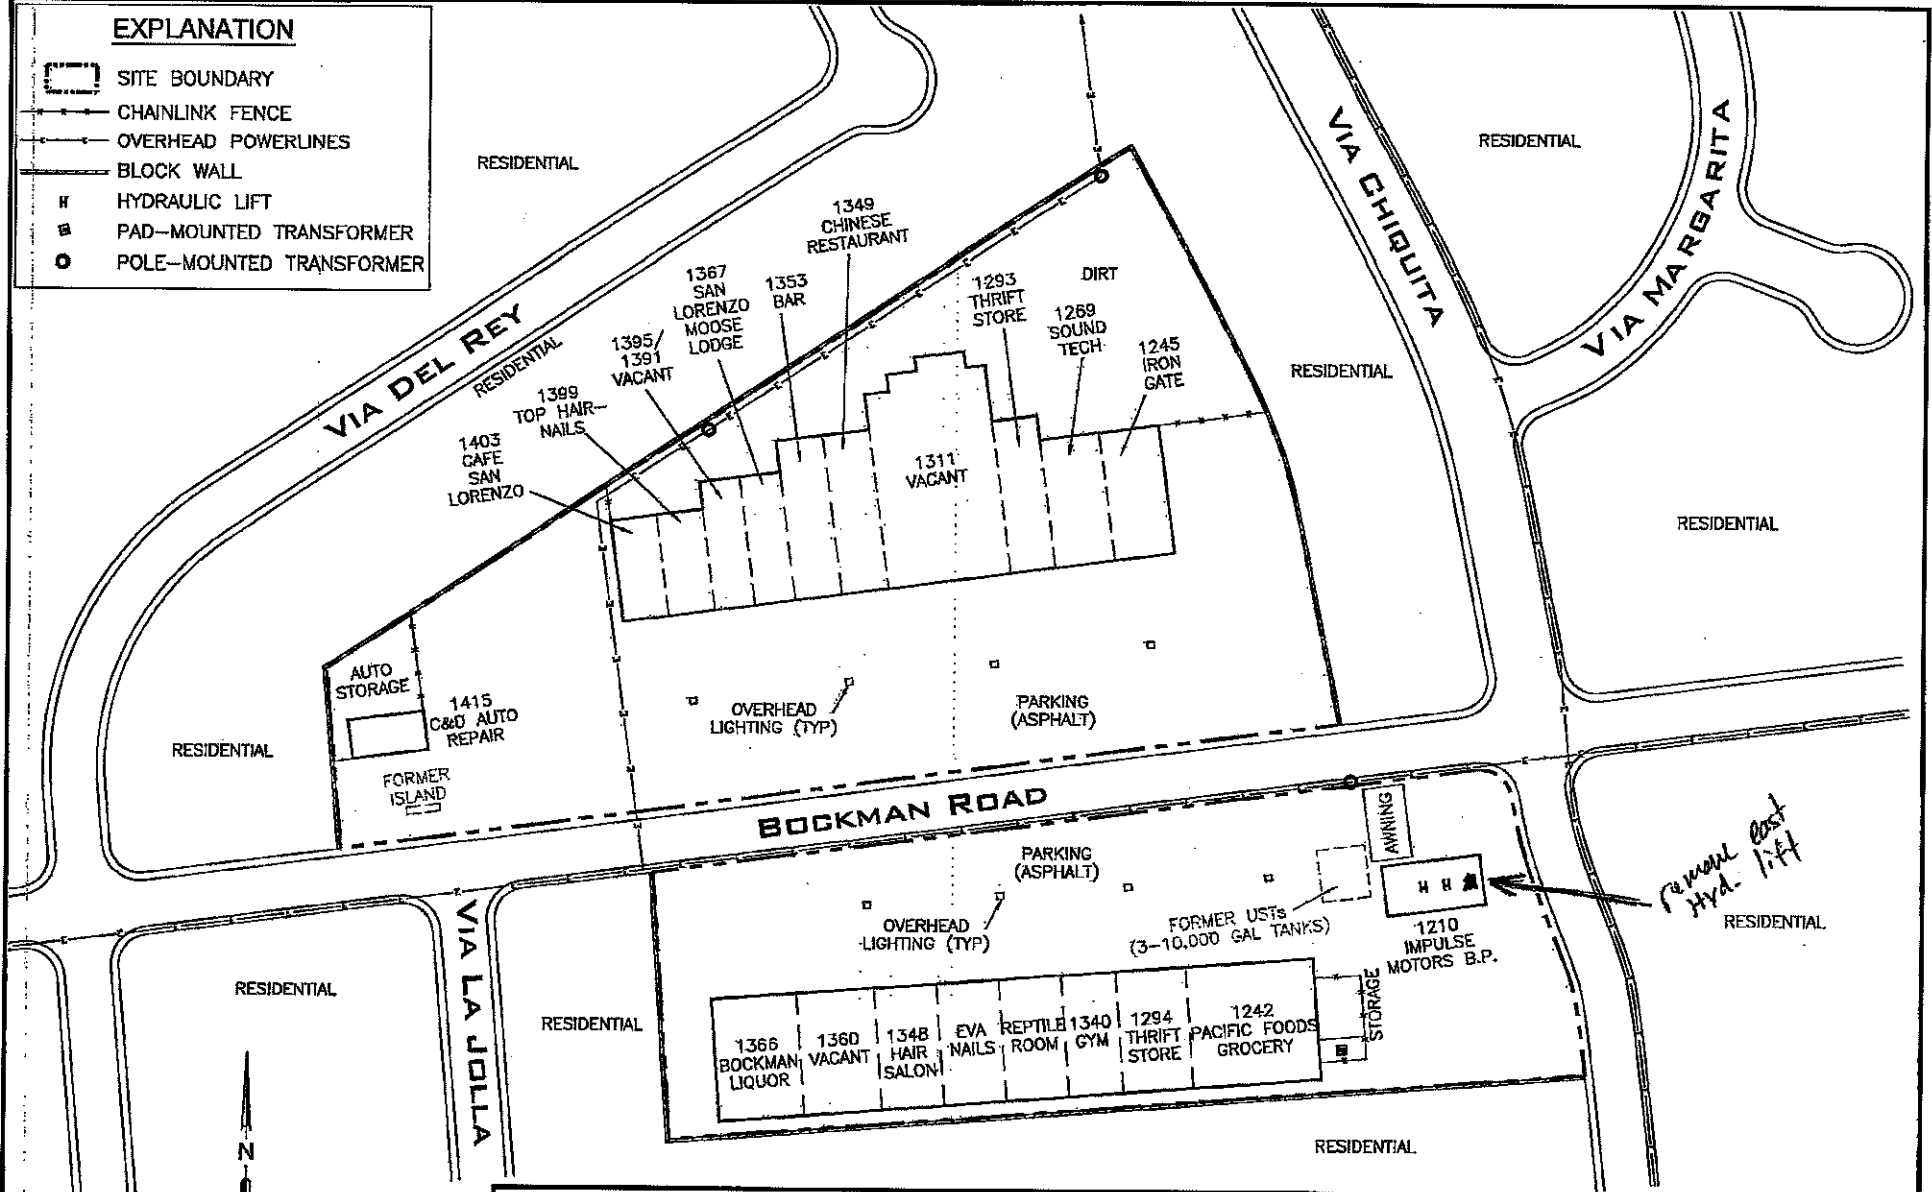 EXPLANATION
SITE BOUNDARY
CHAINLINK FENCE
OVERHEAD POWERLINES
BLOCK WALL
H HYDRAULIC LIFT
PAD-MOUNTED TRANSFORMER
POLE-MOUNTED TRANSFORMER
RESIDENTIAL
VIA DEL REY
RESIDENTIAL
VIA CHIQUITA
RESIDENTIAL
VIA MARGARITA
RESIDENTIAL
RESIDENTIAL
DIRT
1403
CAFE
SAN
LORENZO
1399
TOP HAIR-
NAILS
1395/
1391
VACANT
1367
SAN
LORENZO
MOOSE
LODGE
1353
BAR
1349
CHINESE
RESTAURANT
1311
VACANT
1293
THRIFT
STORE
1269
SOUND
TECH
1245
IRON
GATE
AUTO
STORAGE
1415
C&D AUTO
REPAIR
FORMER
ISLAND
RESIDENTIAL
OVERHEAD
LIGHTING (TYP)
PARKING
(ASPHALT)
BOCKMAN ROAD
PARKING
(ASPHALT)
OVERHEAD
LIGHTING (TYP)
AWNING
FORMER USTs
(3-10,000 GAL TANKS)
H H
1210
IMPULSE
MOTORS B.P.
remove east
Hyd. lift
RESIDENTIAL
RESIDENTIAL
VIA LA JOLLA
RESIDENTIAL
1366
BOCKMAN
LIQUOR
1360
VACANT
1348
HAIR
SALON
EVA
NAILS
REPTILE
ROOM
1340
GYM
1294
THRIFT
STORE
1242
PACIFIC FOODS
GROCERY
STORAGE
RESIDENTIAL
N